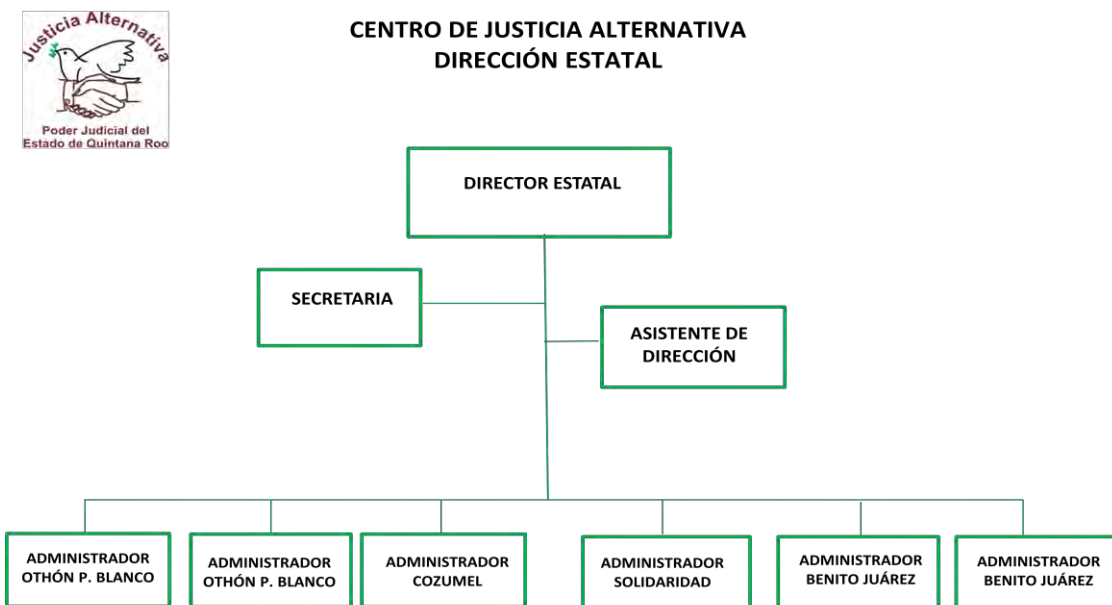 Justicia Alternativa
Poder Judicial del
Estado de Quintana Roo
CENTRO DE JUSTICIA ALTERNATIVA
DIRECCIÓN ESTATAL
DIRECTOR ESTATAL
SECRETARIA
ASISTENTE DE
DIRECCIÓN
ADMINISTRADOR
OTHÓN P. BLANCO
ADMINISTRADOR
OTHÓN P. BLANCO
ADMINISTRADOR
COZUMEL
ADMINISTRADOR
SOLIDARIDAD
ADMINISTRADOR
BENITO JUÁREZ
ADMINISTRADOR
BENITO JUÁREZ